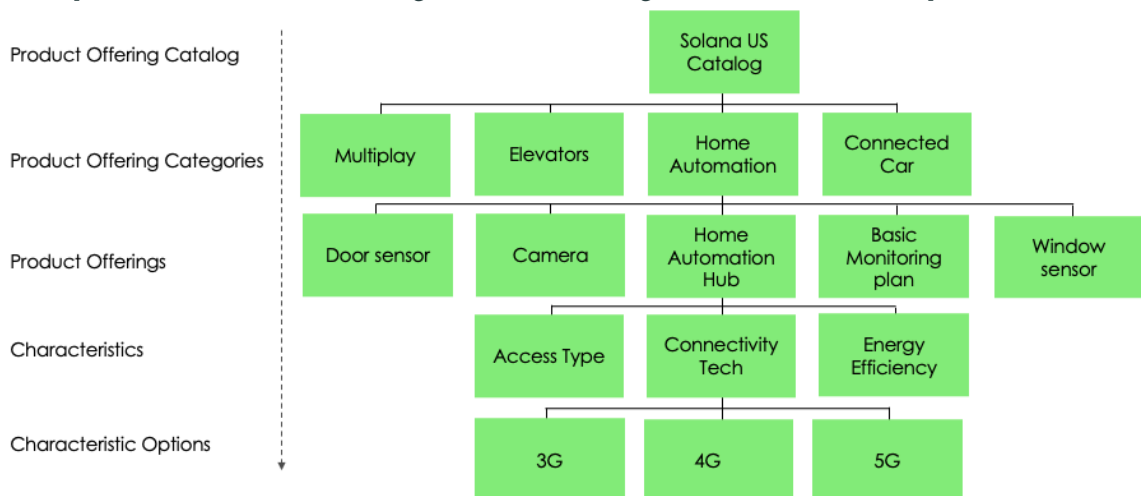 Product Offering Catalog
Solana US
Catalog
Product Offering Categories
Multiplay
Elevators
Home
Automation
Connected
Car
Product Offerings
Door sensor
Camera
Home
Automation
Hub
Basic
Monitoring
plan
Window
sensor
Characteristics
Access Type
Connectivity
Tech
Energy
Efficiency
Characteristic Options
3G
4G
5G